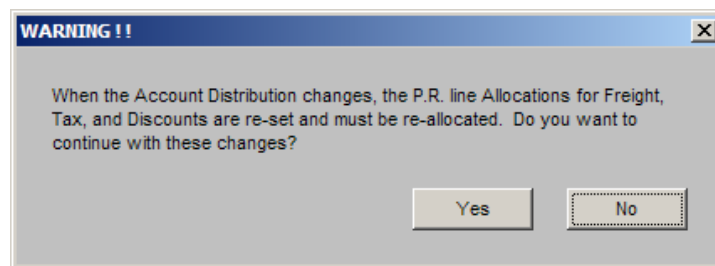 WARNING !!
When the Account Distribution changes, the P.R. line Allocations for Freight,
Tax, and Discounts are re-set and must be re-allocated.  Do you want to
continue with these changes?
Yes
No